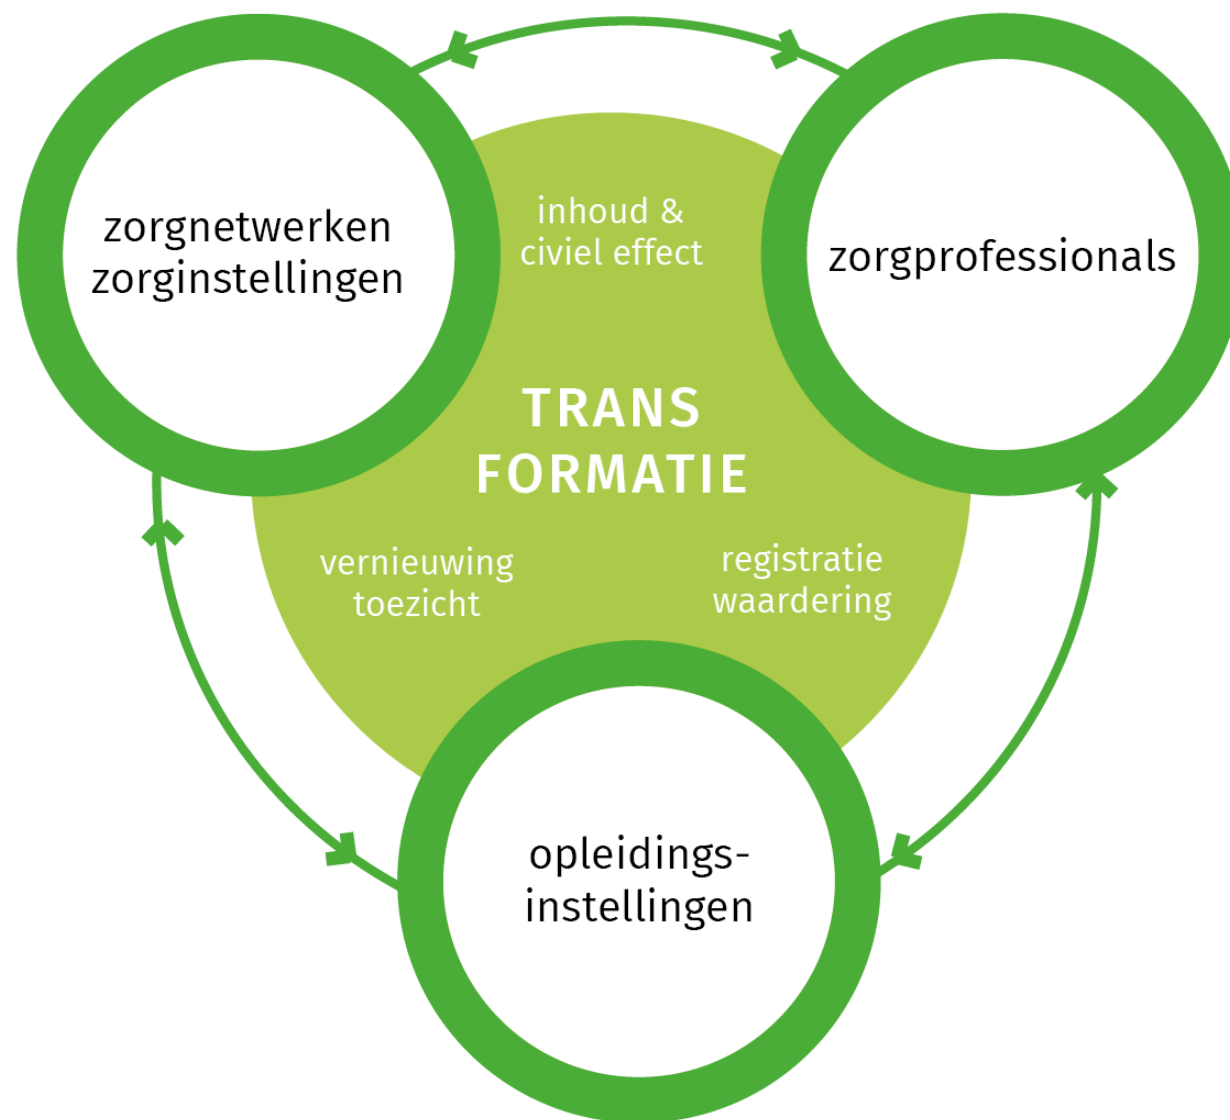 zorgnetwerken
zorginstellingen
inhoud &
civiel effect
zorgprofessionals
TRANS
FORMATIE
vernieuwing
toezicht
registratie
waardering
opleidings-
instellingen